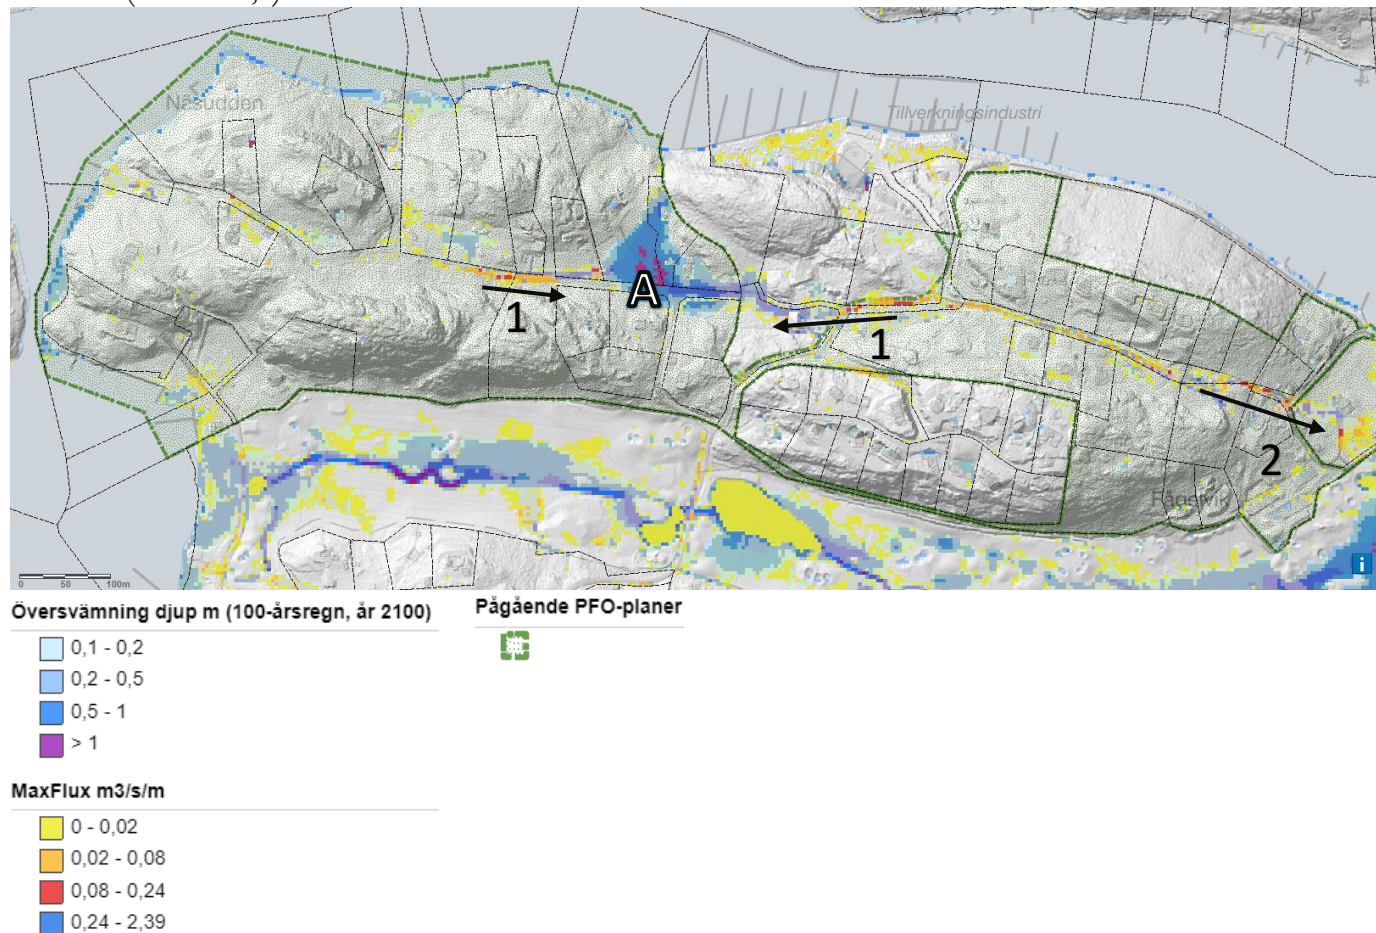 Näsudden
Tillverkningsindustri
A
1
1
2
0 50 100m
i
Översvämning djup m (100-årsregn, år 2100)
0,1 - 0,2
0,2 - 0,5
0,5 - 1
> 1
Pågående PFO-planer
MaxFlux m3/s/m
0 - 0,02
0,02 - 0,08
0,08 - 0,24
0,24 - 2,39